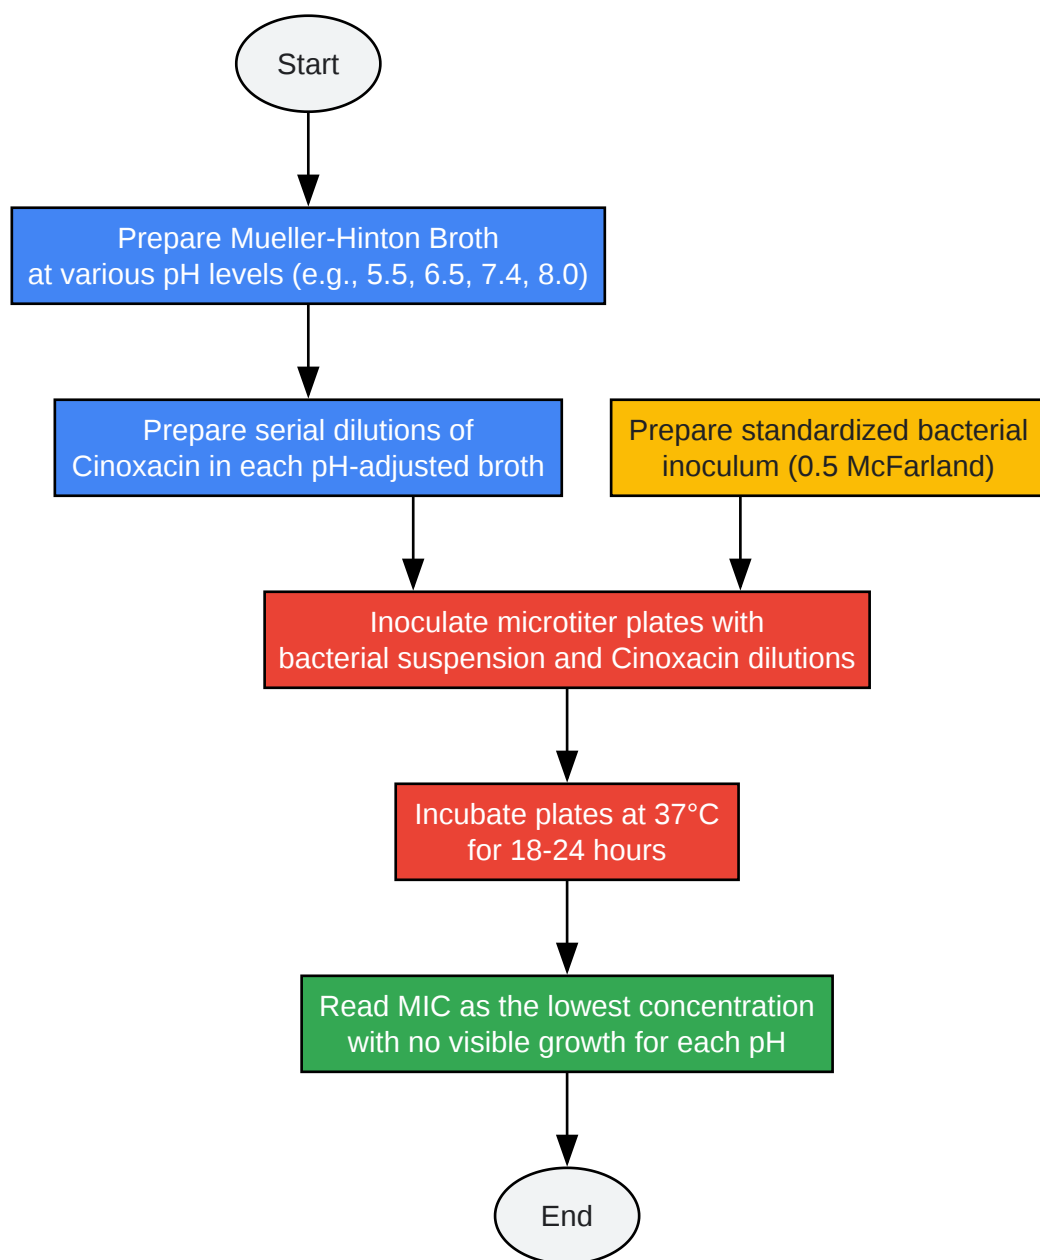 Start
Prepare Mueller-Hinton Broth
at various pH levels (e.g., 5.5, 6.5, 7.4, 8.0)
Prepare serial dilutions of
Cinoxacin in each pH-adjusted broth
Prepare standardized bacterial
inoculum (0.5 McFarland)
Inoculate microtiter plates with
bacterial suspension and Cinoxacin dilutions
Incubate plates at 37°C
for 18-24 hours
Read MIC as the lowest concentration
with no visible growth for each pH
End